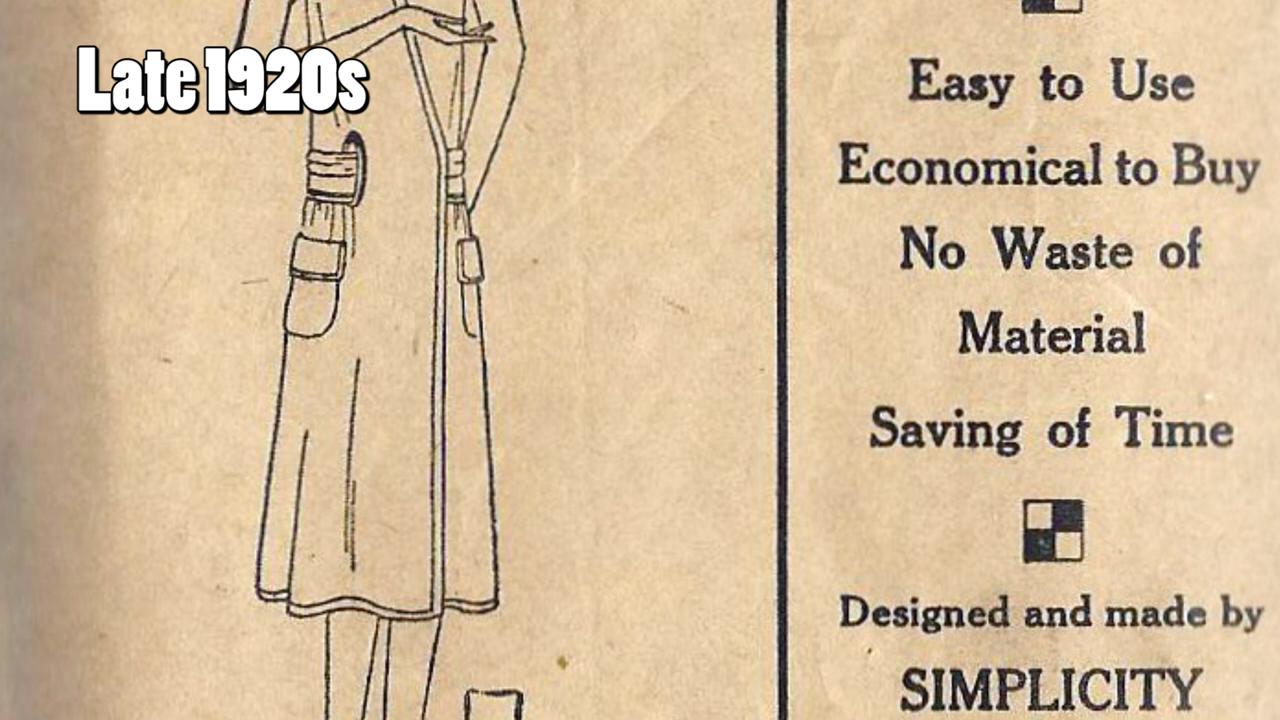 Late 1920s
Easy to Use
Economical to Buy
No Waste of
Material
Saving of Time
Designed and made by
SIMPLICITY